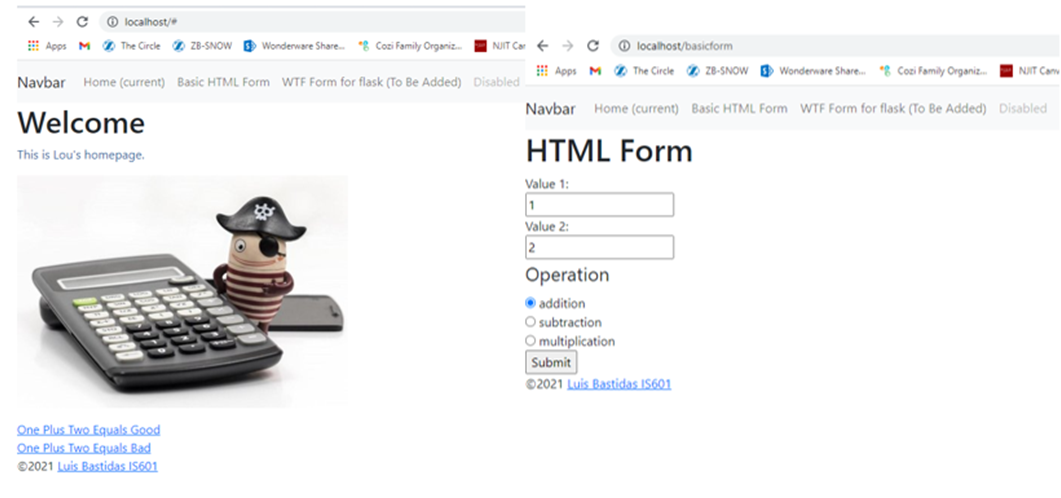 localhost/#
Apps The Circle ZB-SNOW Wonderware Share... Cozi Family Organiz... NJIT Can
Navbar Home (current) Basic HTML Form WTF Form for flask (To Be Added) Disabled
Welcome
This is Lou's homepage.
One Plus Two Equals Good
One Plus Two Equals Bad
©2021 Luis Bastidas IS601
localhost/basicform
Apps The Circle ZB-SNOW Wonderware Share... Cozi Family Organiz... NJIT Canv
Navbar Home (current) Basic HTML Form WTF Form for flask (To Be Added) Disabled
HTML Form
Value 1:
1
Value 2:
2
Operation
addition
subtraction
multiplication
Submit
©2021 Luis Bastidas IS601